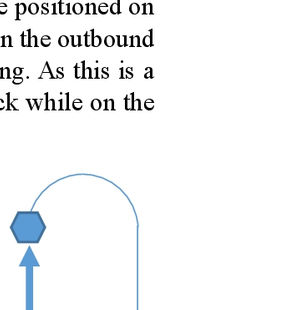 e positioned on
n the outbound
ng. As this is a
ck while on the